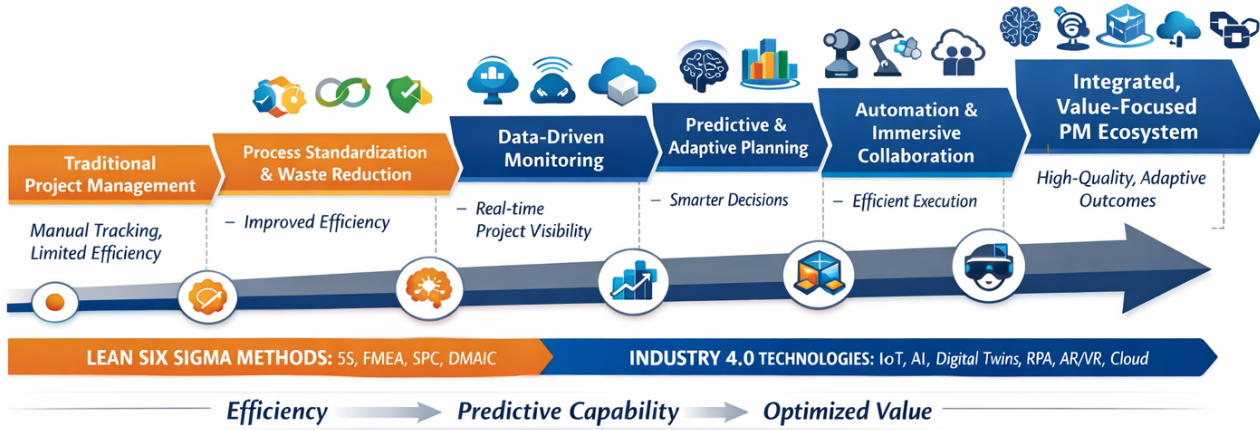 Traditional
Project Management
Process Standardization
& Waste Reduction
Data-Driven
Monitoring
Predictive &
Adaptive Planning
Automation &
Immersive
Collaboration
Integrated,
Value-Focused
PM Ecosystem
Manual Tracking,
Limited Efficiency
– Improved Efficiency
– Real-time
Project Visibility
– Smarter Decisions
– Efficient Execution
High-Quality, Adaptive
Outcomes
LEAN SIX SIGMA METHODS: 5S, FMEA, SPC, DMAIC
INDUSTRY 4.0 TECHNOLOGIES: IoT, AI, Digital Twins, RPA, AR/VR, Cloud
Efficiency
Predictive Capability
Optimized Value